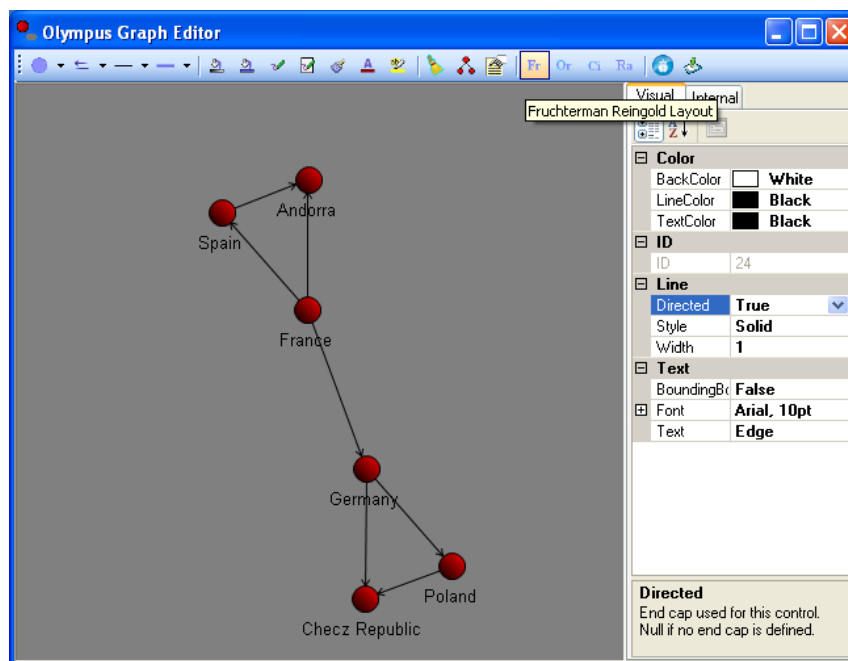 Olympus Graph Editor
A Fr Or Ci Ra
Visual Internal
Fruchterman Reingold Layout
A
Z
Color
BackColor White
LineColor Black
TextColor Black
ID
ID 24
Line
Directed True
Style Solid
Width 1
Text
BoundingBo False
Font Arial, 10pt
Text Edge
Directed
End cap used for this control.
Null if no end cap is defined.
Andorra
Spain
France
Germany
Poland
Checz Republic